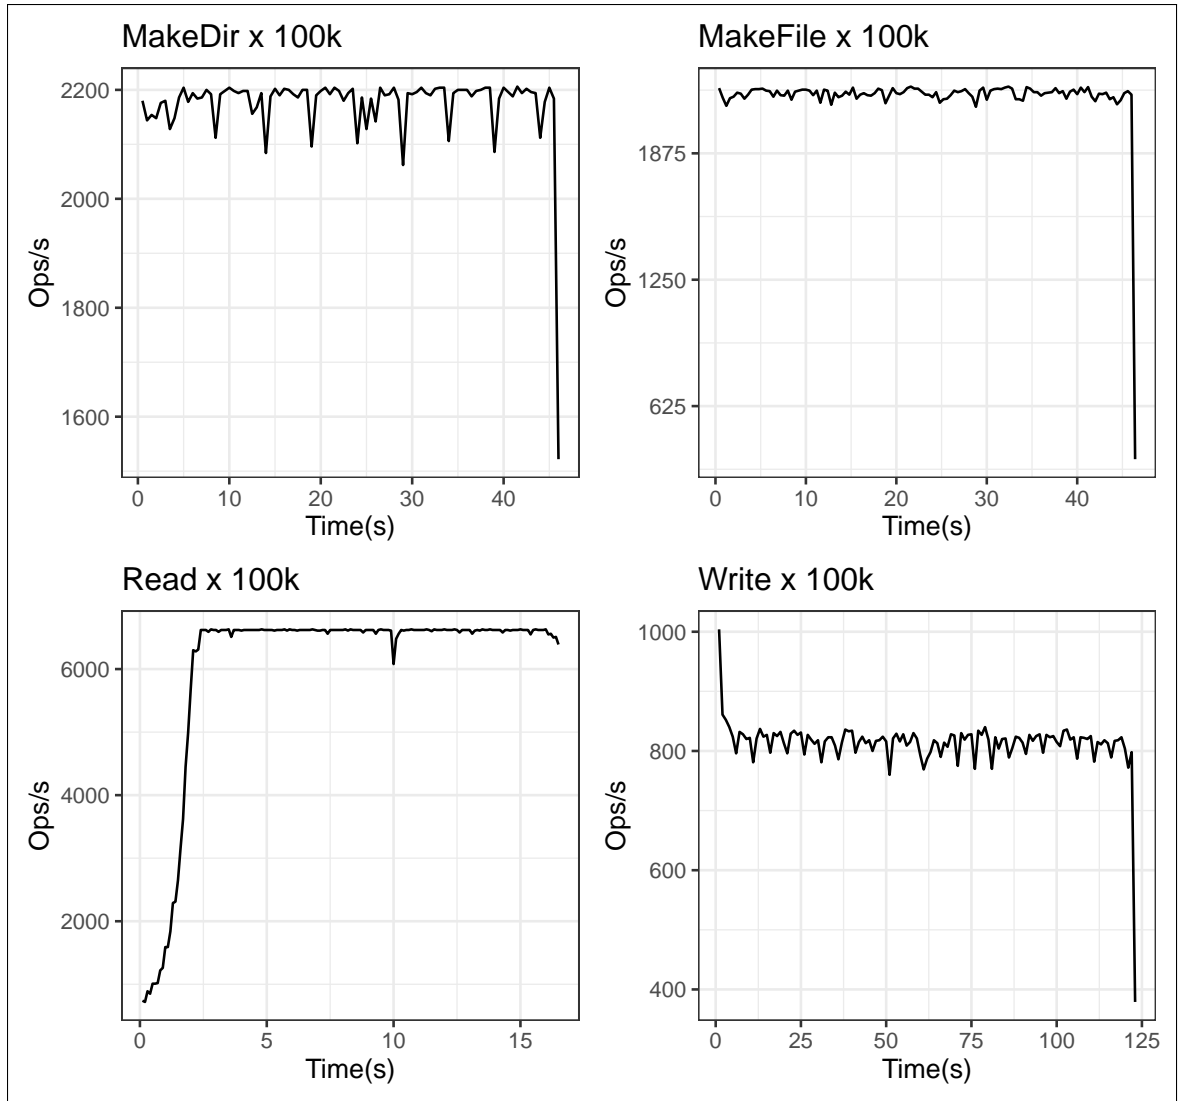 MakeDir x 100k
2200
2000
1800
1600
Ops/s
0 10 20 30 40
Time(s)
MakeFile x 100k
1875
1250
625
Ops/s
0 10 20 30 40
Time(s)
Read x 100k
6000
4000
2000
Ops/s
0 5 10 15
Time(s)
Write x 100k
1000
800
600
400
Ops/s
0 25 50 75 100 125
Time(s)